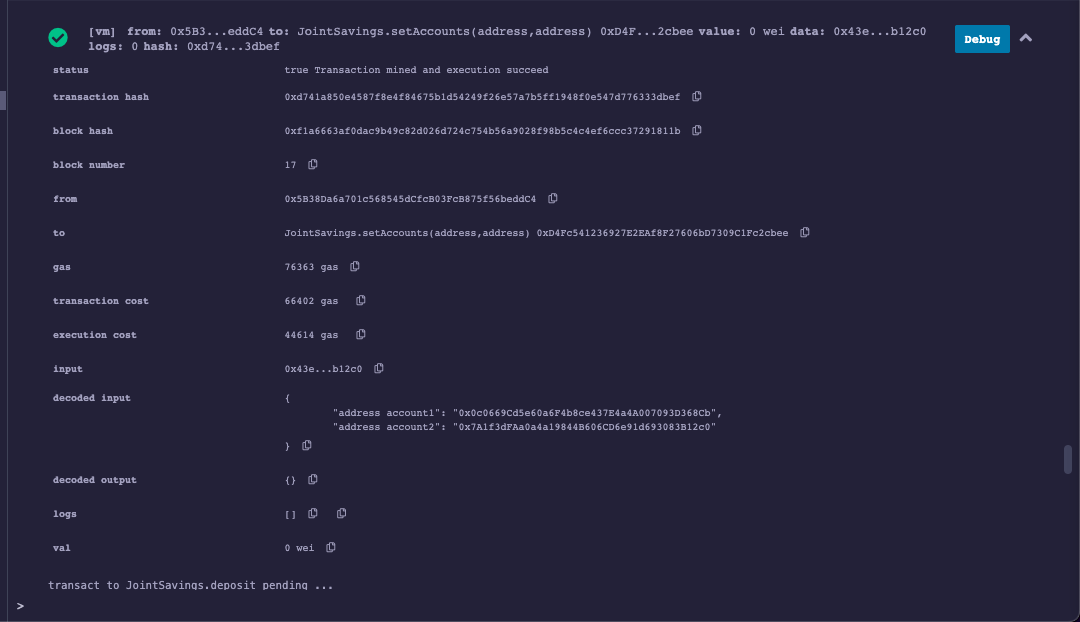 [vm] from: 0x5B3...eddC4 to: JointSavings.setAccounts(address,address) 0xD4F...2cbee value: 0 wei data: 0x43e...b12c0
logs: 0 hash: 0xd74...3dbef
Debug
status true Transaction mined and execution succeed
transaction hash 0xd741a850e4587f8e4f84675b1d54249f26e57a7b5ff1948f0e547d776333dbef
block hash 0xf1a6663af0dac9b49c82d026d724c754b56a9028f98b5c4c4ef6ccc37291811b
block number 17
from 0x5B38Da6a701c568545dCfcB03FcB875f56beddC4
to JointSavings.setAccounts(address,address) 0xD4Fc541236927E2EAf8F27606bD7309C1Fc2cbee
gas 76363 gas
transaction cost 66402 gas
execution cost 44614 gas
input 0x43e...b12c0
decoded input {
"address account1": "0x0c0669Cd5e60a6F4b8ce437E4a4A007093D368Cb",
"address account2": "0x7A1f3dFAa0a4a19844B606CD6e91d693083B12c0"
}
decoded output {}
logs []
val 0 wei
transact to JointSavings.deposit pending ...
>